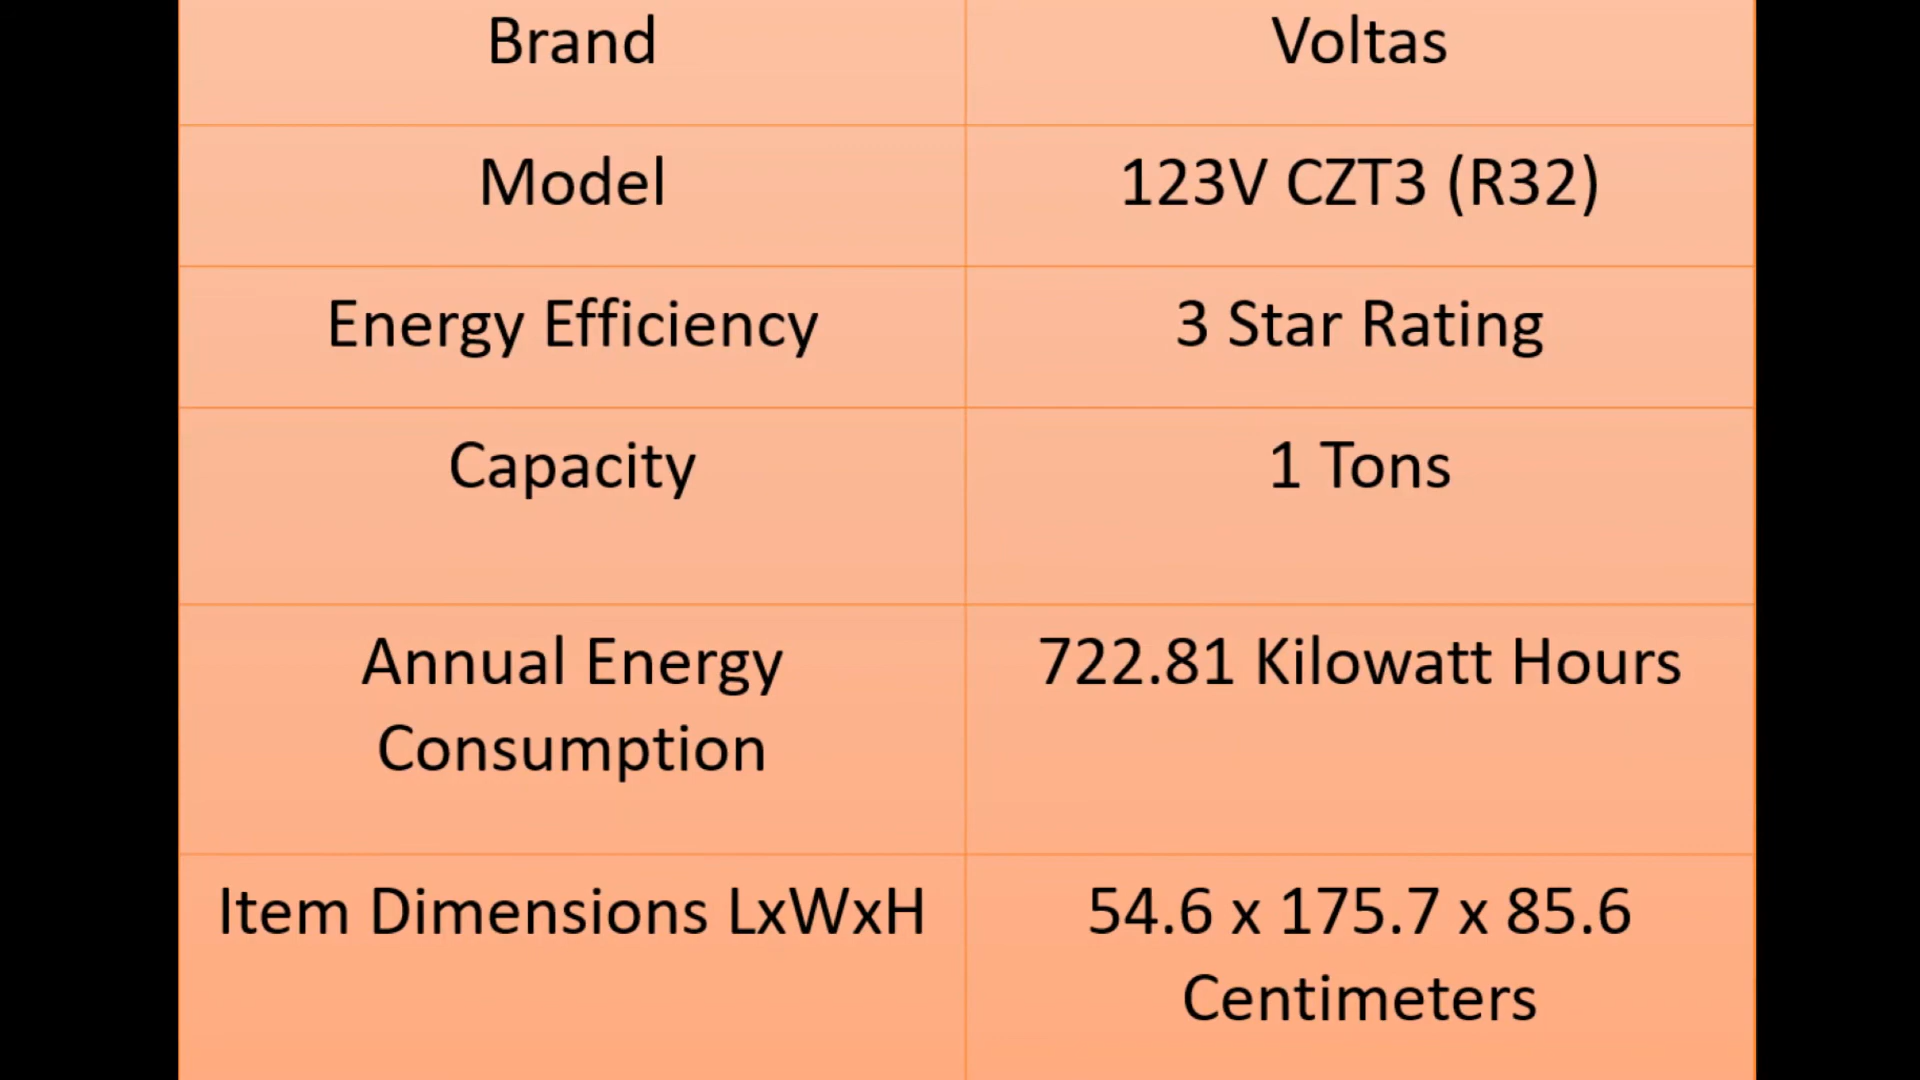 Brand
Voltas
Model
123V CZT3 (R32)
Energy Efficiency
3 Star Rating
Capacity
1 Tons
Annual Energy
Consumption
722.81 Kilowatt Hours
Item Dimensions LxWxH
54.6 x 175.7 x 85.6
Centimeters